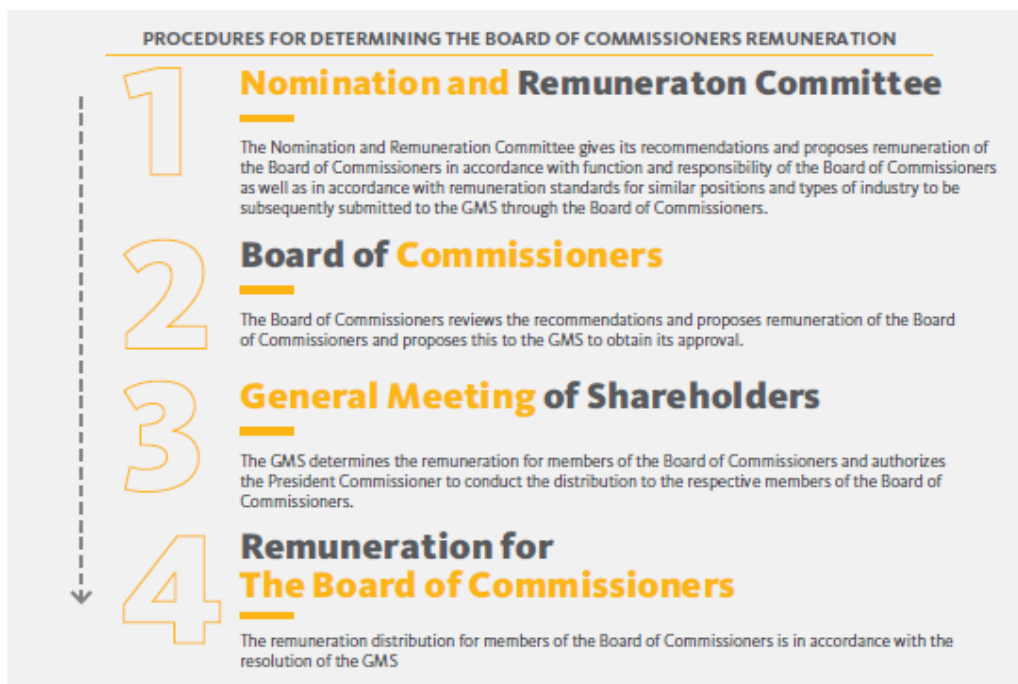 PROCEDURES FOR DETERMINING THE BOARD OF COMMISSIONERS REMUNERATION
1
Nomination and Remuneraton Committee
The Nomination and Remuneration Committee gives its recommendations and proposes remuneration of
the Board of Commissioners in accordance with function and responsibility of the Board of Commissioners
as well as in accordance with remuneration standards for similar positions and types of industry to be
subsequently submitted to the GMS through the Board of Commissioners.
2
Board of Commissioners
The Board of Commissioners reviews the recommendations and proposes remuneration of the Board
of Commissioners and proposes this to the GMS to obtain its approval.
3
General Meeting of Shareholders
The GMS determines the remuneration for members of the Board of Commissioners and authorizes
the President Commissioner to conduct the distribution to the respective members of the Board of
Commissioners.
4
Remuneration for
The Board of Commissioners
The remuneration distribution for members of the Board of Commissioners is in accordance with the
resolution of the GMS